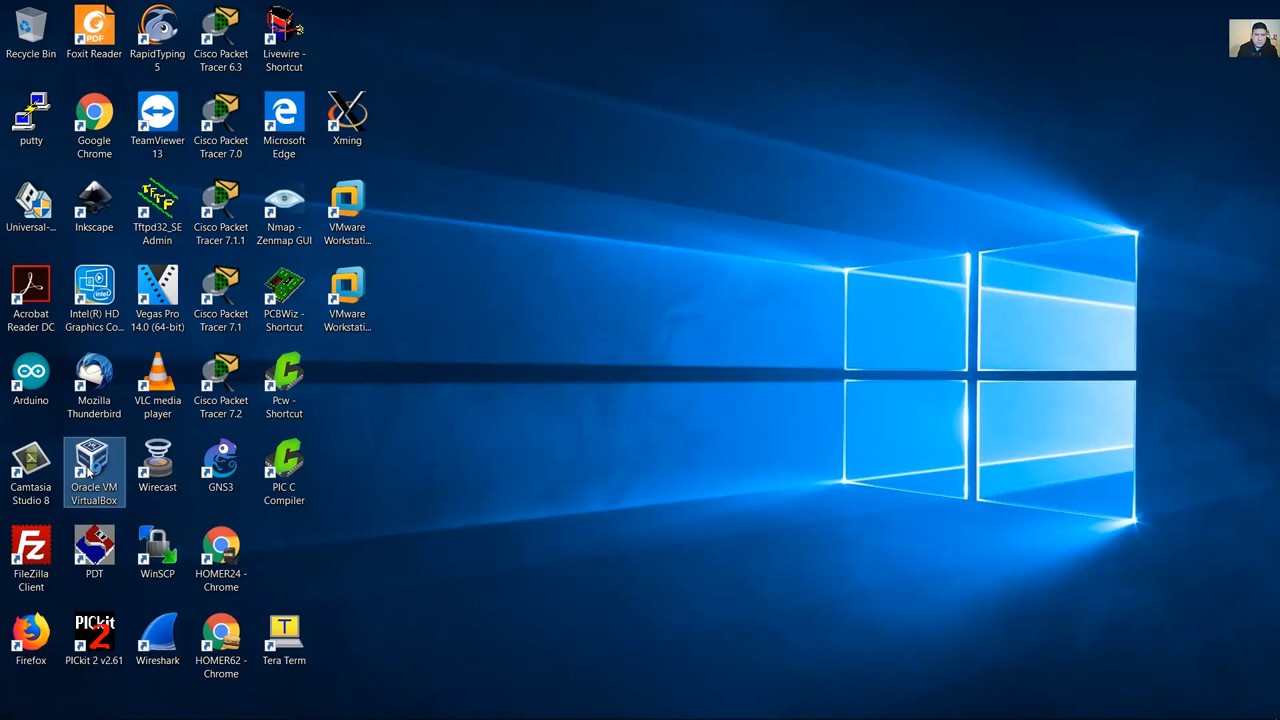 Recycle Bin
Foxit Reader
RapidTyping 5
Cisco Packet Tracer 6.3
Livewire - Shortcut
putty
Google Chrome
TeamViewer 13
Cisco Packet Tracer 7.0
Microsoft Edge
Xming
Universal-...
Inkscape
Tftpd32_SE Admin
Cisco Packet Tracer 7.1.1
Nmap - Zenmap GUI
VMware Workstati...
Acrobat Reader DC
Intel(R) HD Graphics Co...
Vegas Pro 14.0 (64-bit)
Cisco Packet Tracer 7.1
PCBWiz - Shortcut
VMware Workstati...
Arduino
Mozilla Thunderbird
VLC media player
Cisco Packet Tracer 7.2
Pcw - Shortcut
Camtasia Studio 8
Oracle VM VirtualBox
Wirecast
GNS3
PIC C Compiler
FileZilla Client
PDT
WinSCP
HOMER24 - Chrome
Firefox
PICkit 2 v2.61
Wireshark
HOMER62 - Chrome
Tera Term